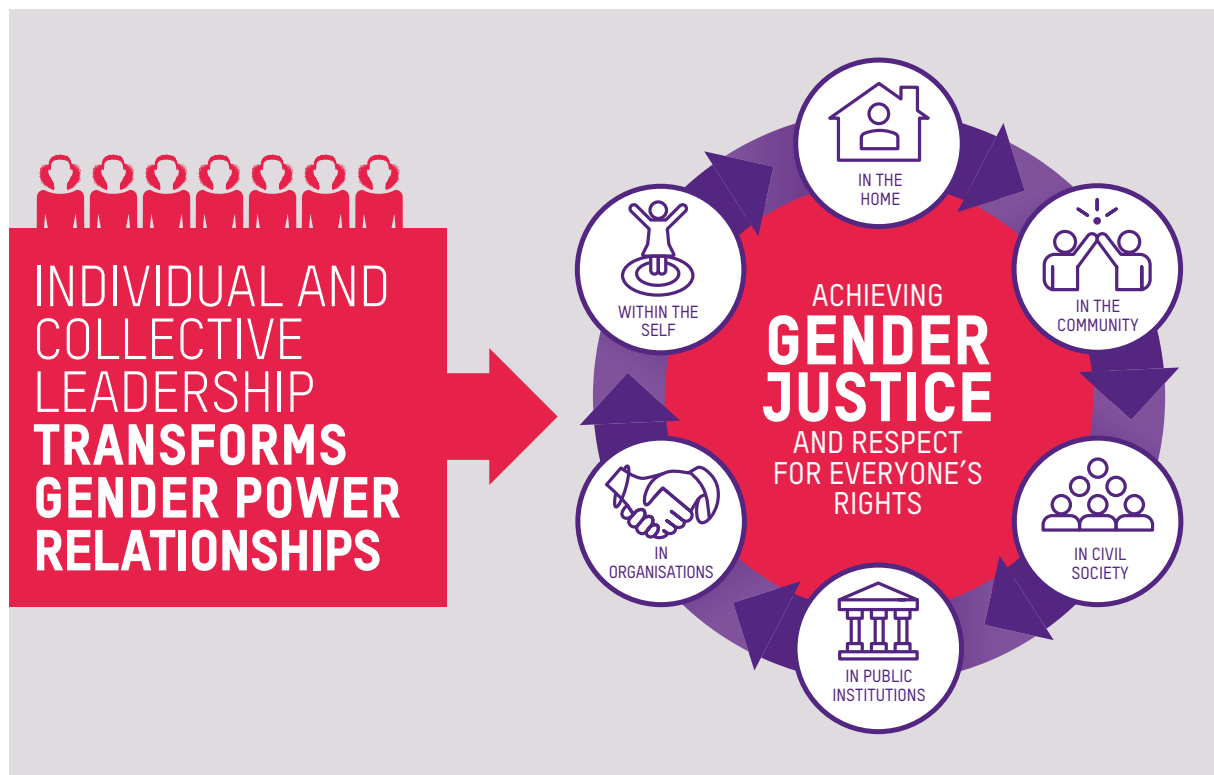 INDIVIDUAL AND
COLLECTIVE
LEADERSHIP
TRANSFORMS
GENDER POWER
RELATIONSHIPS
ACHIEVING
GENDER
JUSTICE
AND RESPECT
FOR EVERYONE'S
RIGHTS
IN THE
HOME
IN THE
COMMUNITY
IN CIVIL
SOCIETY
IN PUBLIC
INSTITUTIONS
IN
ORGANISATIONS
WITHIN THE
SELF